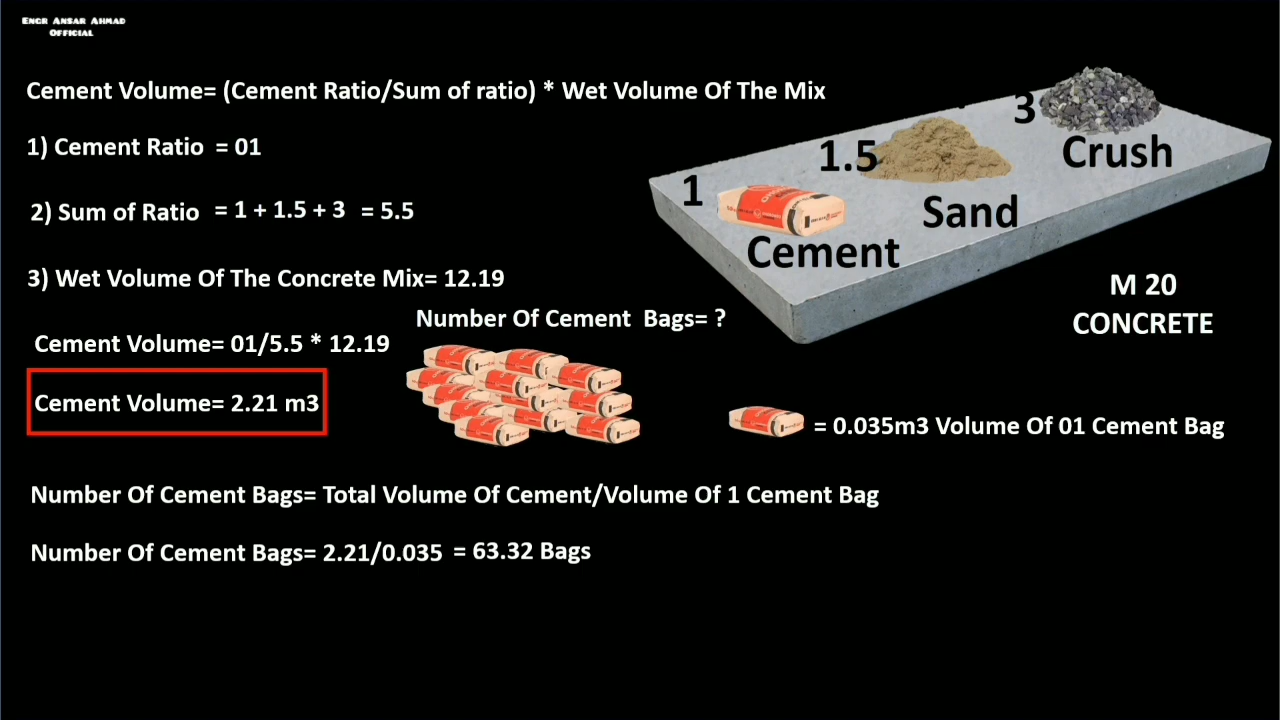 Engr Ansar Ahmad
Official
Cement Volume= (Cement Ratio/Sum of ratio) * Wet Volume Of The Mix
1) Cement Ratio = 01
2) Sum of Ratio = 1 + 1.5 + 3 = 5.5
3) Wet Volume Of The Concrete Mix= 12.19
Cement Volume= 01/5.5 * 12.19
Cement Volume= 2.21 m3
3
Crush
1.5
Sand
1
Cement
M 20
CONCRETE
Number Of Cement Bags= ?
= 0.035m3 Volume Of 01 Cement Bag
Number Of Cement Bags= Total Volume Of Cement/Volume Of 1 Cement Bag
Number Of Cement Bags= 2.21/0.035 = 63.32 Bags